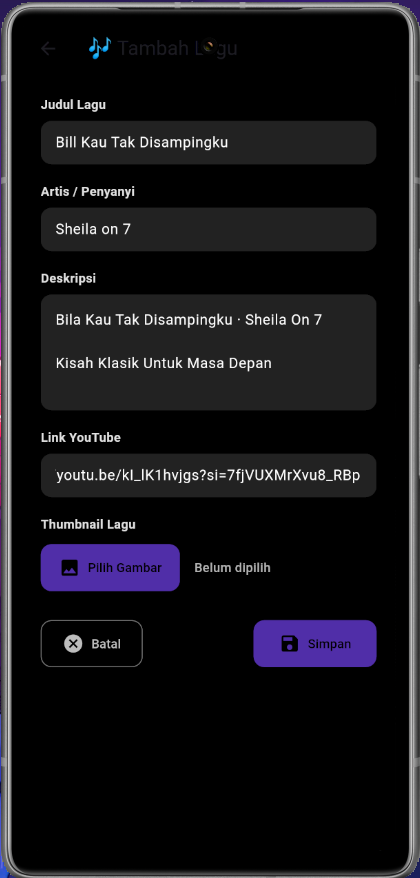 Tambah Lagu
Judul Lagu
Bill Kau Tak Disampingku
Artis / Penyanyi
Sheila on 7
Deskripsi
Bila Kau Tak Disampingku · Sheila On 7
Kisah Klasik Untuk Masa Depan
Link YouTube
youtu.be/kI_lK1hvjgs?si=7fjVUXMrXvu8_RBp
Thumbnail Lagu
Pilih Gambar
Belum dipilih
Batal
Simpan